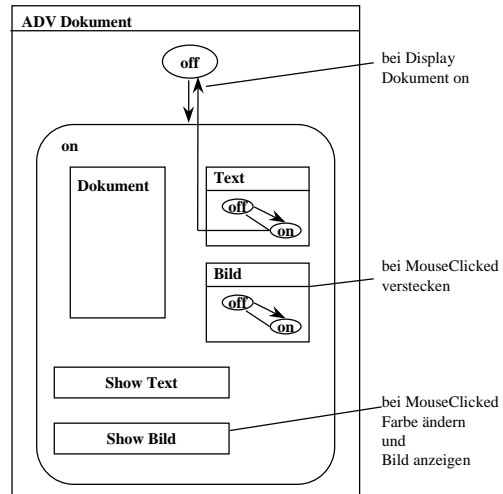 ADV Dokument
off
bei Display
Dokument on
on
Dokument
Text
off
on
Bild
off
on
bei MouseClicked
verstecken
Show Text
Show Bild
bei MouseClicked
Farbe ändern
und
Bild anzeigen